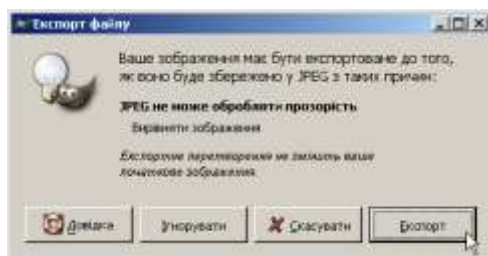 Експорт файлу
Ваше зображення має бути експортоване до того,
як воно буде збережено у JPEG з таких причин:
JPEG не може обробляти прозорість
Вирівняти зображення
Експортне перетворення не змінить ваше
початкове зображення.
Довідка
Ігнорувати
Скасувати
Експорт